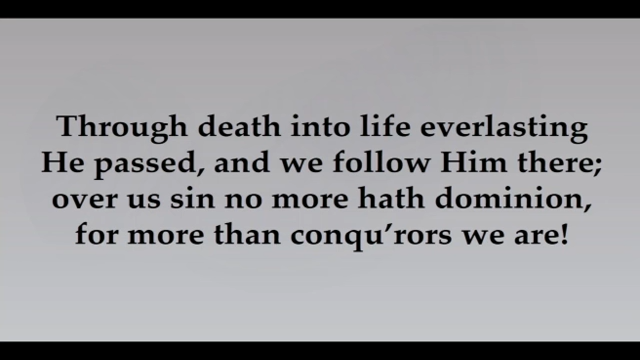 Through death into life everlasting
He passed, and we follow Him there;
over us sin no more hath dominion,
for more than conqu’rors we are!